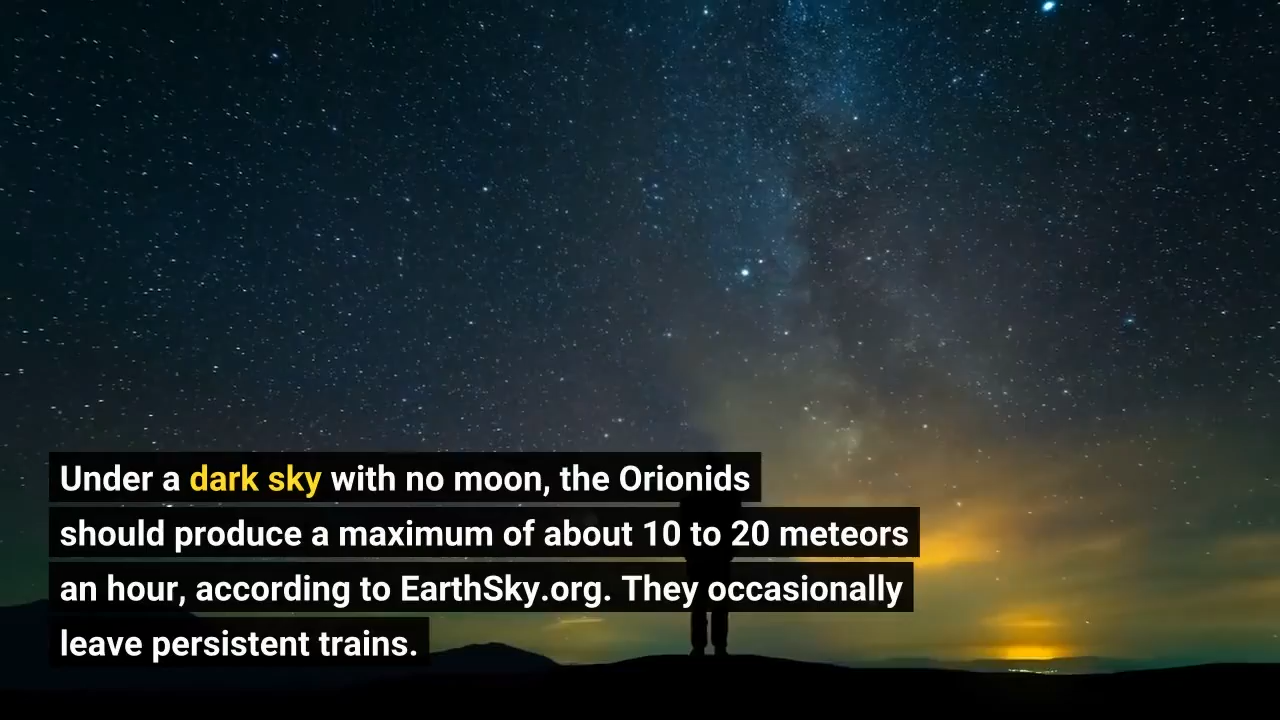 Under a dark sky with no moon, the Orionids
should produce a maximum of about 10 to 20 meteors
an hour, according to EarthSky.org. They occasionally
leave persistent trains.